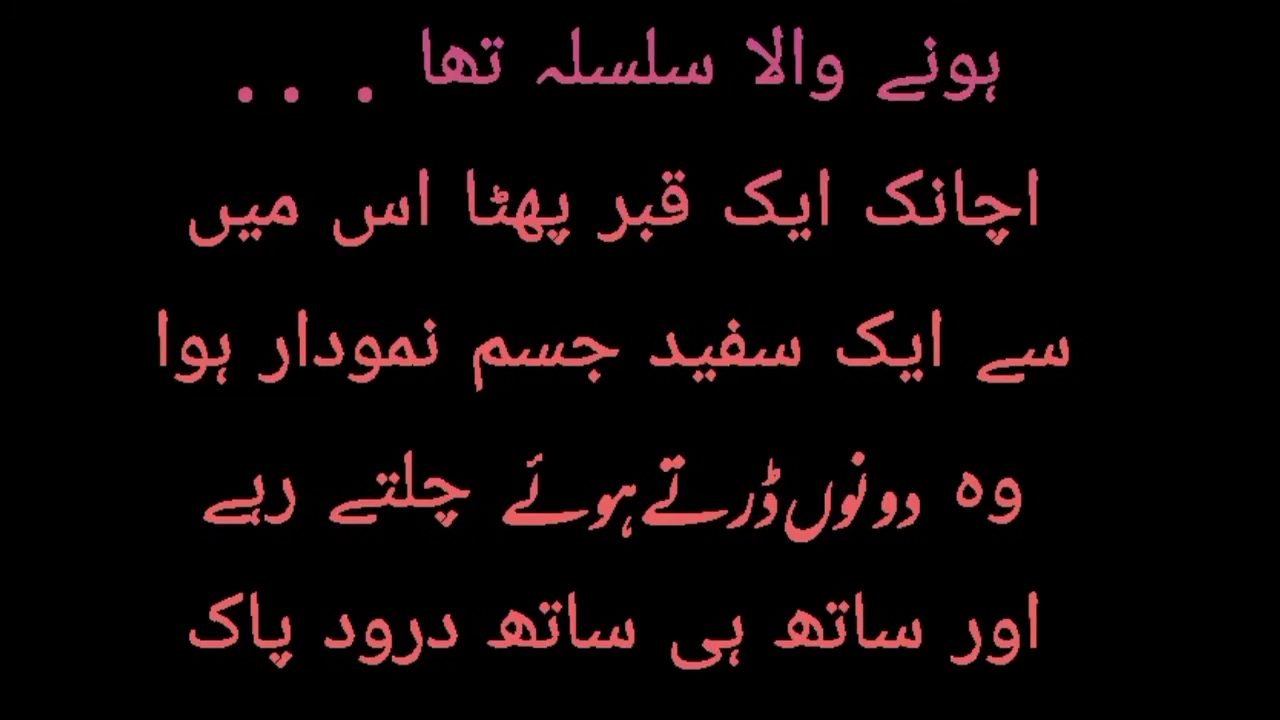 ہونے والا سلسلہ تھا . . .
اچانک ایک قبر پھٹا اس میں
سے ایک سفید جسم نمودار ہوا
وہ دونوں ڈرتے ہوئے چلتے رہے
اور ساتھ ہی ساتھ درود پاک